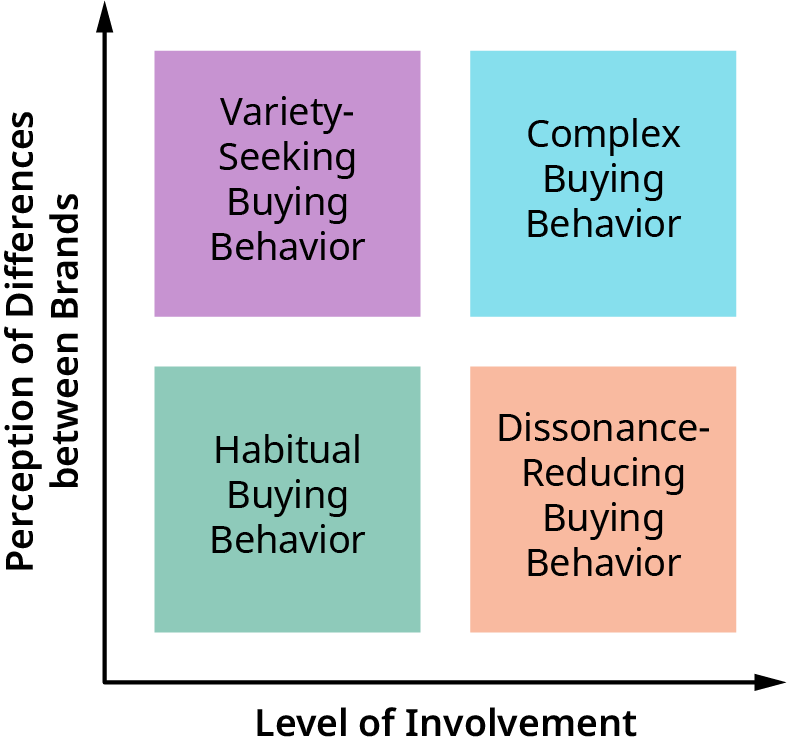 Perception of Differences
between Brands
Variety-
Seeking
Buying
Behavior
Complex
Buying
Behavior
Habitual
Buying
Behavior
Dissonance-
Reducing
Buying
Behavior
Level of Involvement